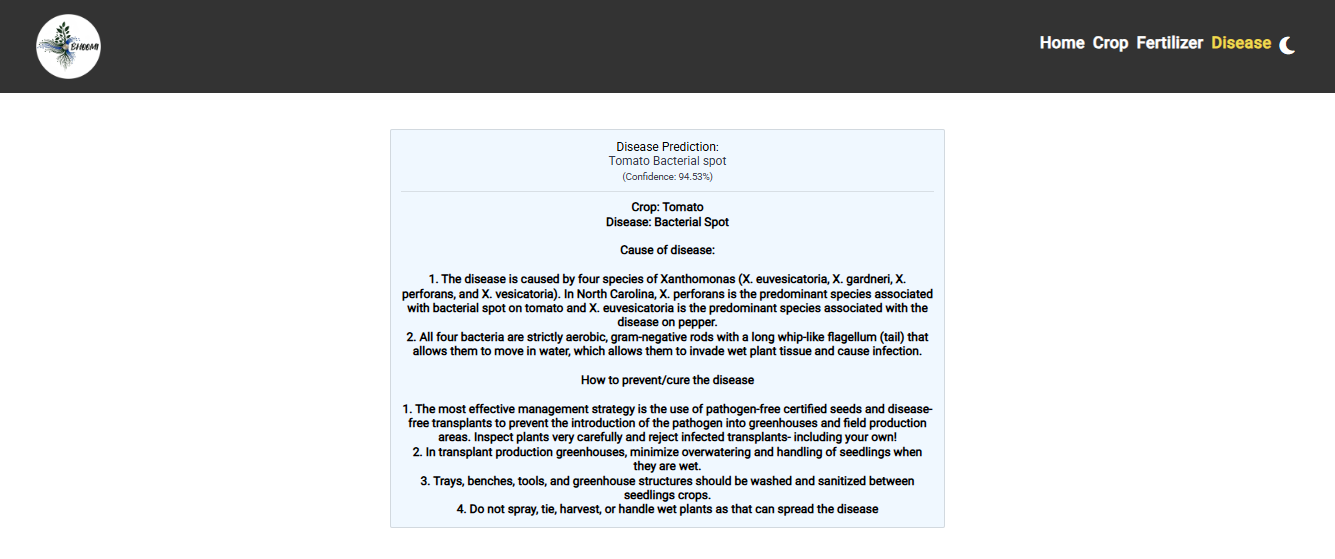 BHOOMI
Home Crop Fertilizer Disease
Disease Prediction:
Tomato Bacterial spot
(Confidence: 94.53%)
Crop: Tomato
Disease: Bacterial Spot
Cause of disease:
1. The disease is caused by four species of Xanthomonas (X. euvesicatoria, X. gardneri, X.
perforans, and X. vesicatoria). In North Carolina, X. perforans is the predominant species associated
with bacterial spot on tomato and X. euvesicatoria is the predominant species associated with the
disease on pepper.
2. All four bacteria are strictly aerobic, gram-negative rods with a long whip-like flagellum (tail) that
allows them to move in water, which allows them to invade wet plant tissue and cause infection.
How to prevent/cure the disease
1. The most effective management strategy is the use of pathogen-free certified seeds and disease-
free transplants to prevent the introduction of the pathogen into greenhouses and field production
areas. Inspect plants very carefully and reject infected transplants- including your own!
2. In transplant production greenhouses, minimize overwatering and handling of seedlings when
they are wet.
3. Trays, benches, tools, and greenhouse structures should be washed and sanitized between
seedlings crops.
4. Do not spray, tie, harvest, or handle wet plants as that can spread the disease